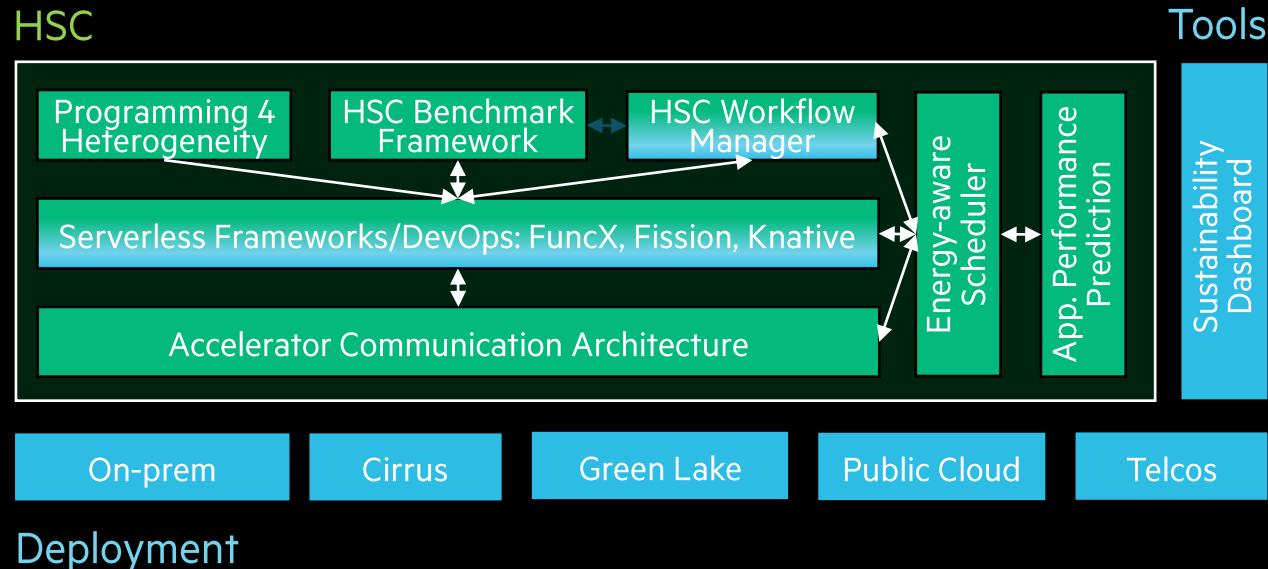 HSC
Tools
Programming 4
Heterogeneity
HSC Benchmark
Framework
HSC Workflow
Manager
Energy-aware
Scheduler
App. Performance
Prediction
Sustainability
Dashboard
Serverless Frameworks/DevOps: FuncX, Fission, Knative
Accelerator Communication Architecture
On-prem
Cirrus
Green Lake
Public Cloud
Telcos
Deployment